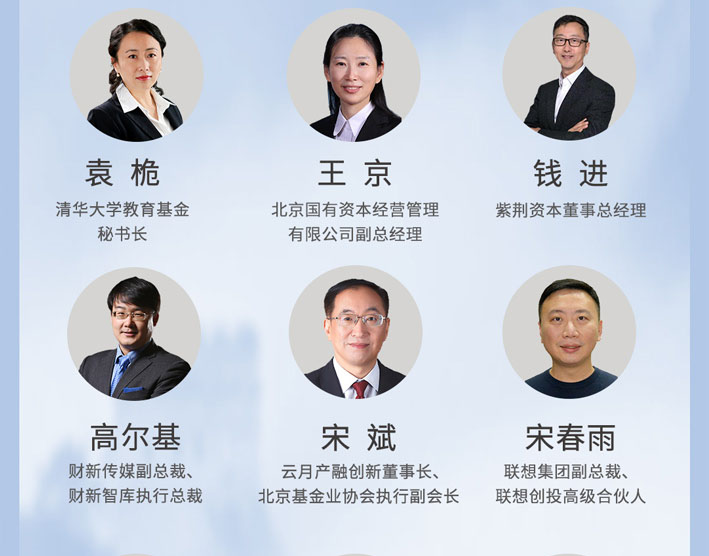 袁 桅
王 京
钱 进
清华大学教育基金
秘书长
北京国有资本经营管理
有限公司副总经理
紫荆资本董事总经理
高尔基
宋 斌
宋春雨
财新传媒副总裁、
财新智库执行总裁
云月产融创新董事长、
北京基金业协会执行副会长
联想集团副总裁、
联想创投高级合伙人